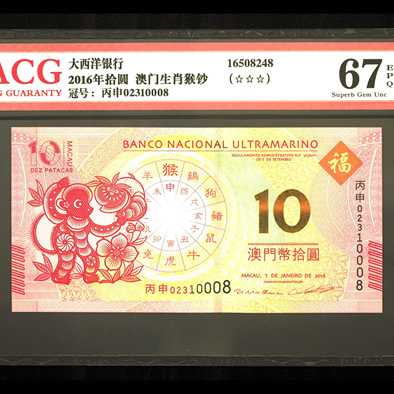 ACG
G GUARANTY
大西洋银行
2016年拾圆 澳门生肖猴钞
冠号：丙申02310008
16508248
(☆☆☆)
67
E
P
Q
Superb Gem Unc
10
MACAU
DEZ PATACAS
BANCO NACIONAL ULTRAMARINO
福
猴
鷄
狗
豬
鼠
牛
虎
兔
羊
申
10
澳門幣拾圓
MACAU, 1 DE JANEIRO DE 2016
丙申02310008
丙申02310008